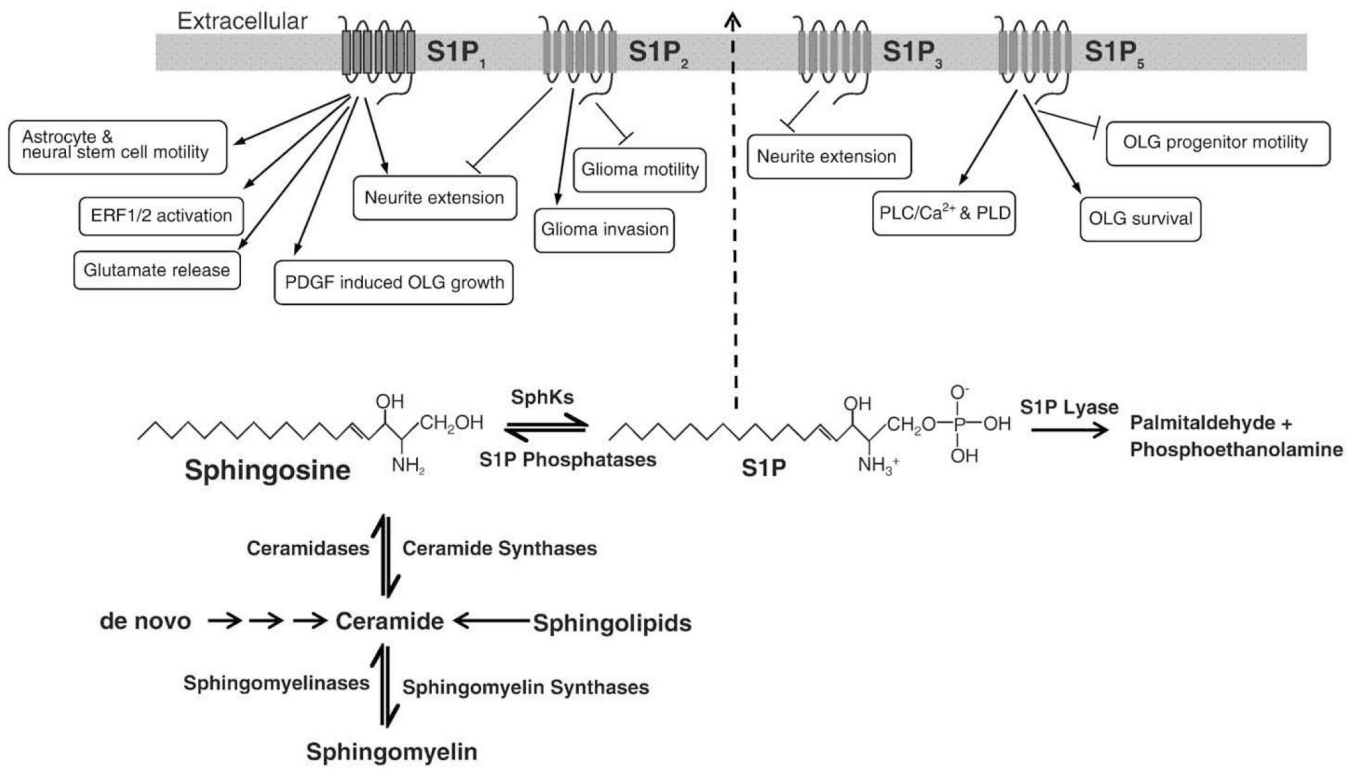 Extracellular
S1P₁
S1P₂
S1P₃
S1P₅
Astrocyte &
neural stem cell motility
ERF1/2 activation
Glutamate release
PDGF induced OLG growth
Neurite extension
Glioma motility
Glioma invasion
Neurite extension
PLC/Ca²⁺ & PLD
OLG survival
OLG progenitor motility
OH
CH₂OH
NH₂
Sphingosine
SphKs
S1P Phosphatases
OH
CH₂O
P
O⁻
OH
OH
NH₃⁺
S1P
S1P Lyase
Palmitaldehyde +
Phosphoethanolamine
Ceramidases
Ceramide Synthases
de novo
Ceramide
Sphingolipids
Sphingomyelinases
Sphingomyelin Synthases
Sphingomyelin